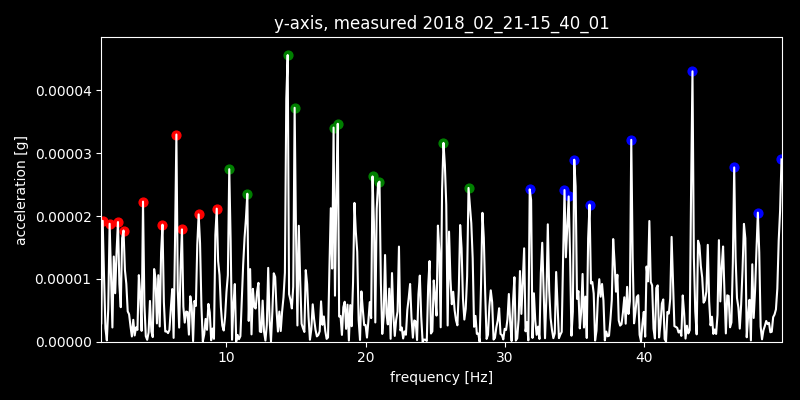 y-axis, measured 2018_02_21-15_40_01
acceleration [g]
0.00004
0.00003
0.00002
0.00001
0.00000
10 20 30 40
frequency [Hz]